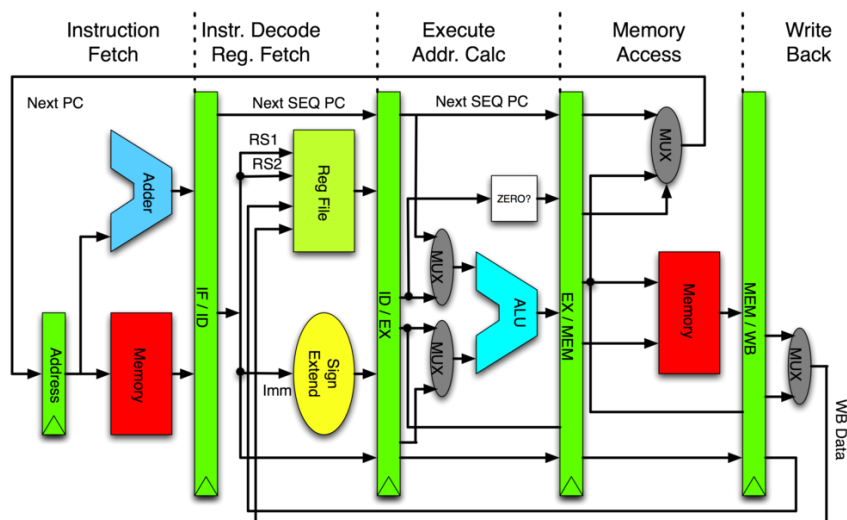 Instruction
Fetch
Instr. Decode
Reg. Fetch
Execute
Addr. Calc
Memory
Access
Write
Back
Next PC
Next SEQ PC
Next SEQ PC
RS1
RS2
Reg File
Adder
MUX
ZERO?
MUX
ALU
IF / ID
ID / EX
EX / MEM
MEM / WB
Address
Memory
Imm
Sign
Extend
MUX
Memory
MUX
WB Data